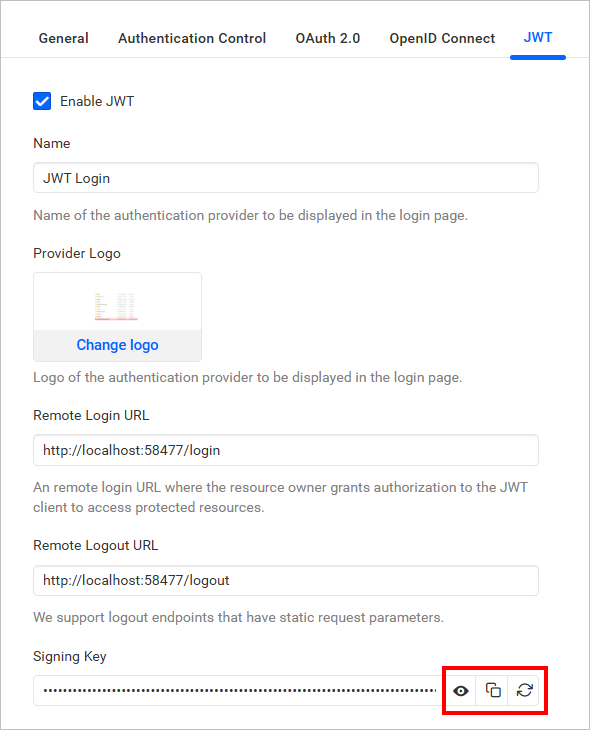 General Authentication Control OAuth 2.0 OpenID Connect JWT
Enable JWT
Name
JWT Login
Name of the authentication provider to be displayed in the login page.
Provider Logo
Change logo
Logo of the authentication provider to be displayed in the login page.
Remote Login URL
http://localhost:58477/login
An remote login URL where the resource owner grants authorization to the JWT
client to access protected resources.
Remote Logout URL
http://localhost:58477/logout
We support logout endpoints that have static request parameters.
Signing Key